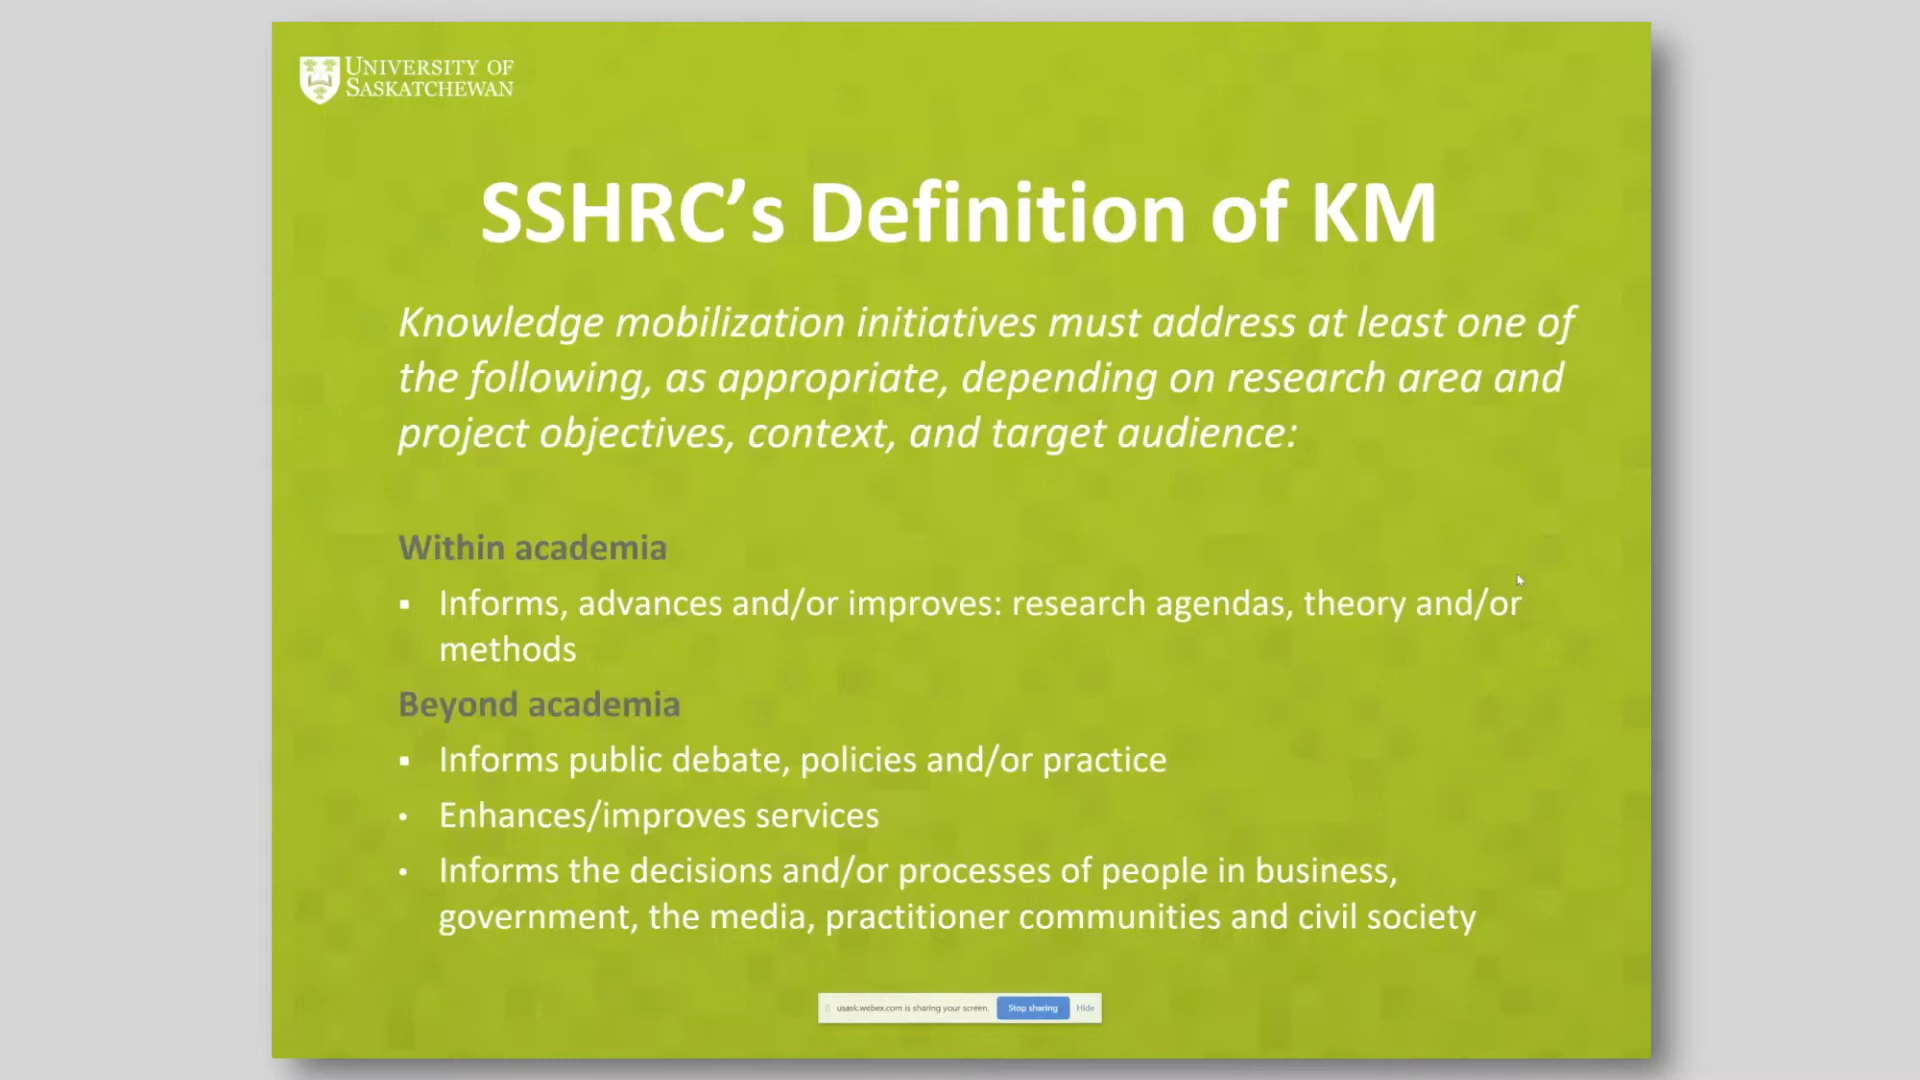 UNIVERSITY OF
SASKATCHEWAN
SSHRC’s Definition of KM
Knowledge mobilization initiatives must address at least one of
the following, as appropriate, depending on research area and
project objectives, context, and target audience:
Within academia
▪ Informs, advances and/or improves: research agendas, theory and/or
methods
Beyond academia
▪ Informs public debate, policies and/or practice
• Enhances/improves services
• Informs the decisions and/or processes of people in business,
government, the media, practitioner communities and civil society
usask.webex.com is sharing your screen. Stop sharing Hide